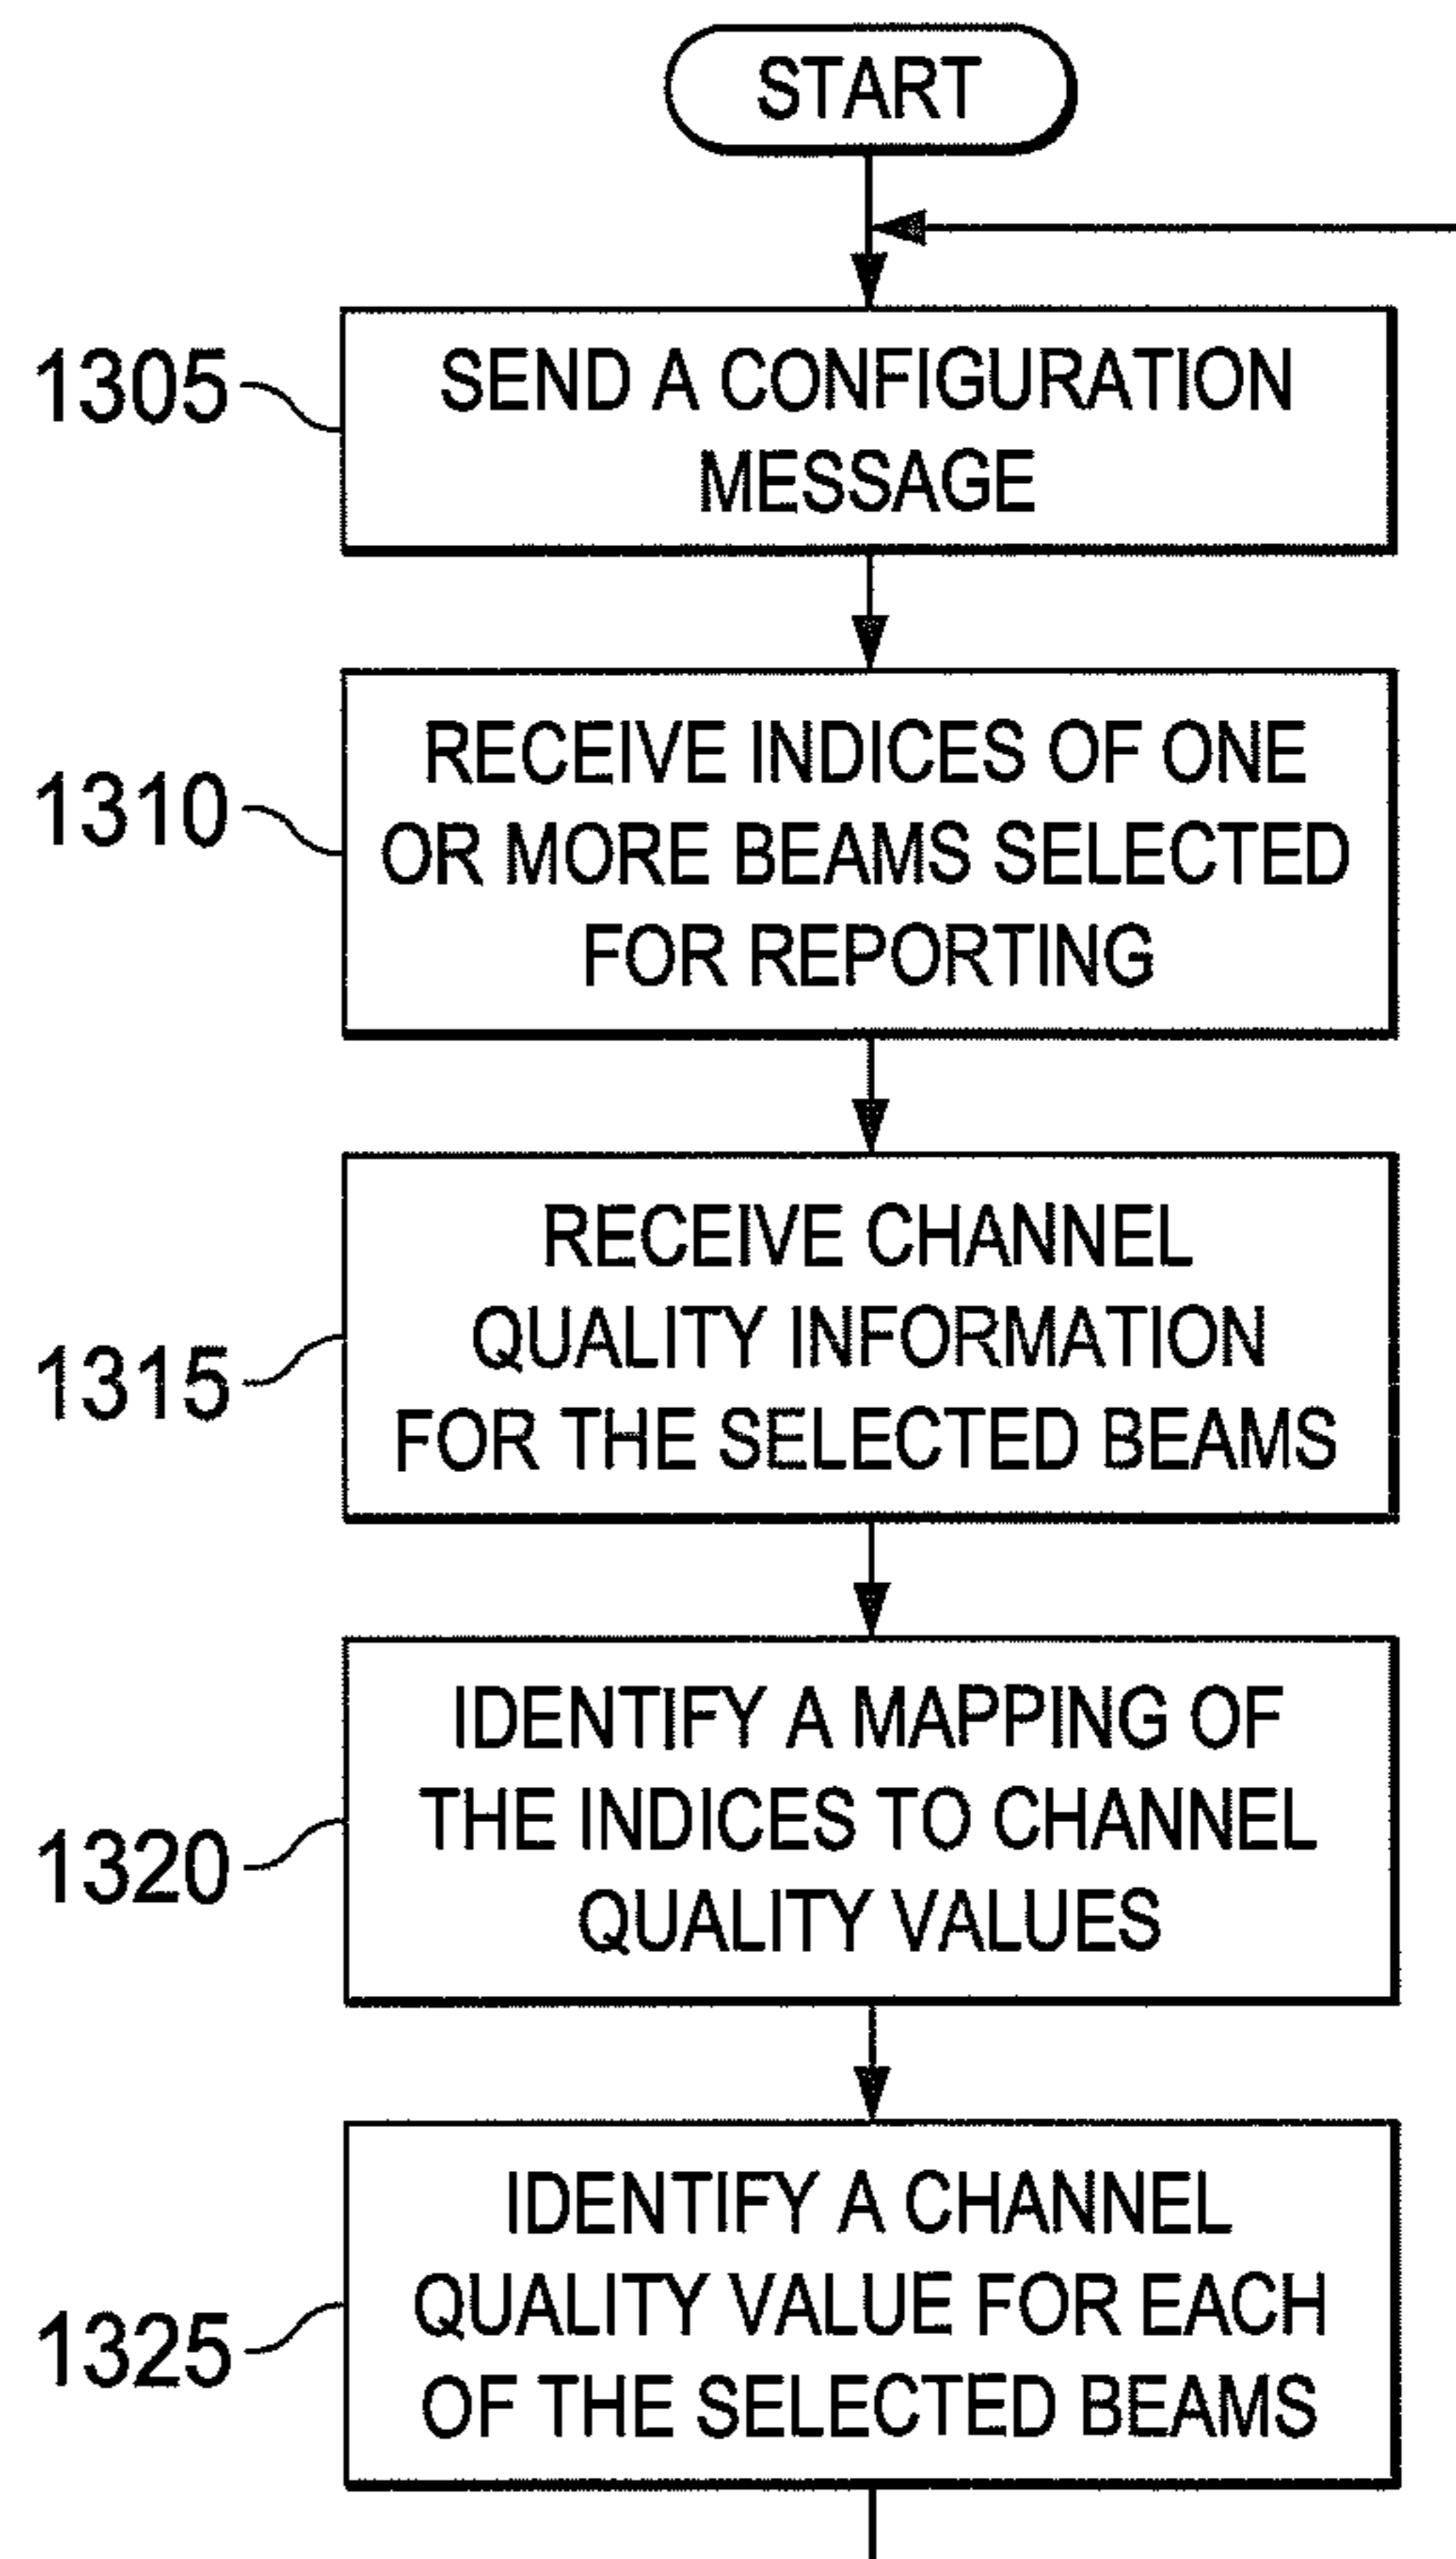 START
1305
SEND A CONFIGURATION
MESSAGE
1310
RECEIVE INDICES OF ONE
OR MORE BEAMS SELECTED
FOR REPORTING
1315
RECEIVE CHANNEL
QUALITY INFORMATION
FOR THE SELECTED BEAMS
1320
IDENTIFY A MAPPING OF
THE INDICES TO CHANNEL
QUALITY VALUES
1325
IDENTIFY A CHANNEL
QUALITY VALUE FOR EACH
OF THE SELECTED BEAMS